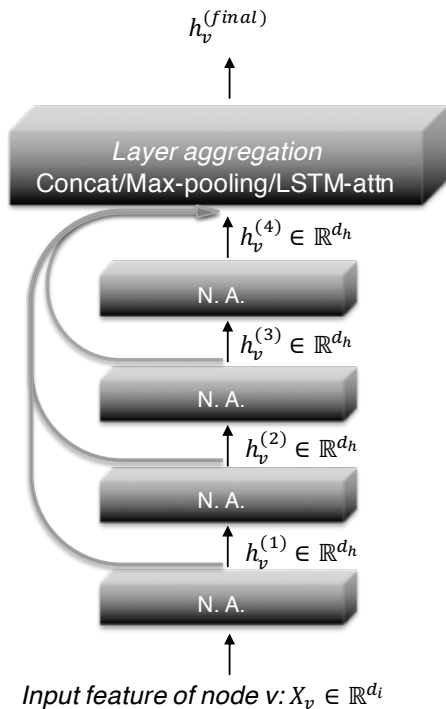 h_v^{(final)}
Layer aggregation
Concat/Max-pooling/LSTM-attn
h_v^{(4)} ∈ ℝ^{d_h}
N. A.
h_v^{(3)} ∈ ℝ^{d_h}
N. A.
h_v^{(2)} ∈ ℝ^{d_h}
N. A.
h_v^{(1)} ∈ ℝ^{d_h}
N. A.
Input feature of node v: X_v ∈ ℝ^{d_i}